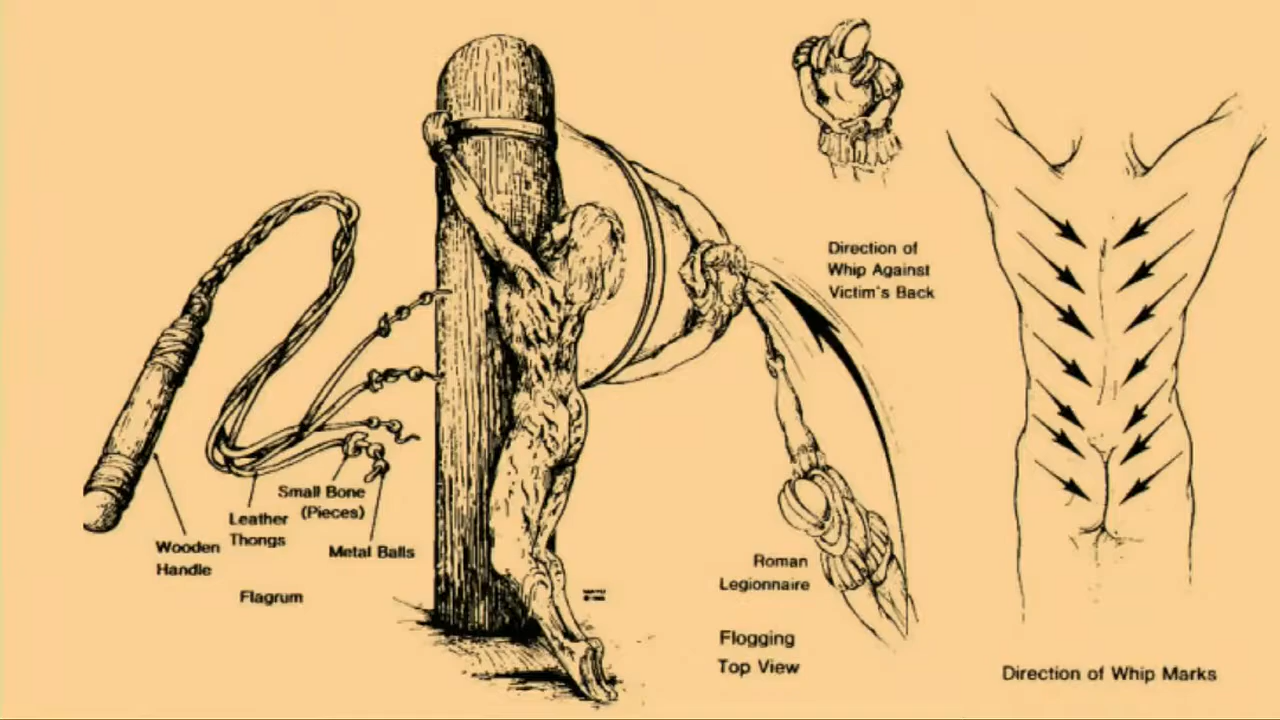 Small Bone
(Pieces)
Leather
Thongs
Metal Balls
Wooden
Handle
Flagrum
Direction of
Whip Against
Victim's Back
Roman
Legionnaire
Flogging
Top View
Direction of Whip Marks